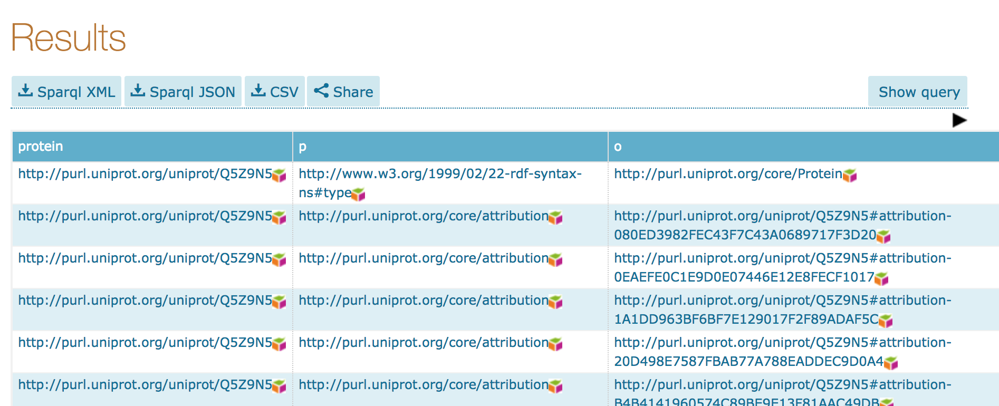 Results
Sparql XML Sparql JSON CSV Share Show query
protein p o
http://purl.uniprot.org/uniprot/Q5Z9N5 http://www.w3.org/1999/02/22-rdf-syntax- http://purl.uniprot.org/core/Protein
ns#type
http://purl.uniprot.org/uniprot/Q5Z9N5 http://purl.uniprot.org/core/attribution http://purl.uniprot.org/uniprot/Q5Z9N5#attribution-
080ED3982FEC43F7C43A0689717F3D20
http://purl.uniprot.org/uniprot/Q5Z9N5 http://purl.uniprot.org/core/attribution http://purl.uniprot.org/uniprot/Q5Z9N5#attribution-
0EAEFE0C1E9D0E07446E12E8FECF1017
http://purl.uniprot.org/uniprot/Q5Z9N5 http://purl.uniprot.org/core/attribution http://purl.uniprot.org/uniprot/Q5Z9N5#attribution-
1A1DD963BF6BF7E129017F2F89ADAF5C
http://purl.uniprot.org/uniprot/Q5Z9N5 http://purl.uniprot.org/core/attribution http://purl.uniprot.org/uniprot/Q5Z9N5#attribution-
20D498E7587FBAB77A788EADDEC9D0A4
http://purl.uniprot.org/uniprot/Q5Z9N5 http://purl.uniprot.org/core/attribution http://purl.uniprot.org/uniprot/Q5Z9N5#attribution-